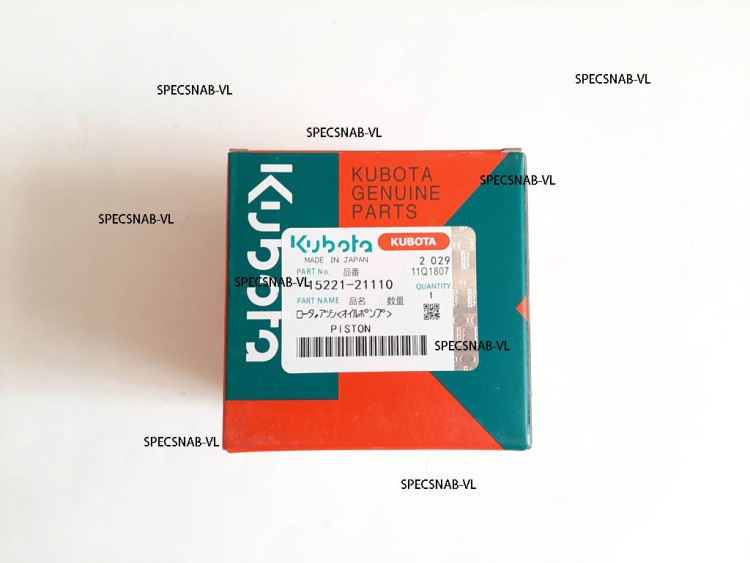 SPECSNAB-VL
SPECSNAB-VL
SPECSNAB-VL
KUBOTA
GENUINE
PARTS
SPECSNAB-VL
SPECSNAB-VL
Kubota
Kubota KUBOTA
MADE IN JAPAN 2 029
PART No. 品番 11Q1807
SPECSNAB-VL
15221-21110 QUANTITY
PART NAME 品名 数量 1
ロータ,アッシ<オイルポンプ>
PISTON
SPECSNAB-VL
SPECSNAB-VL
SPECSNAB-VL